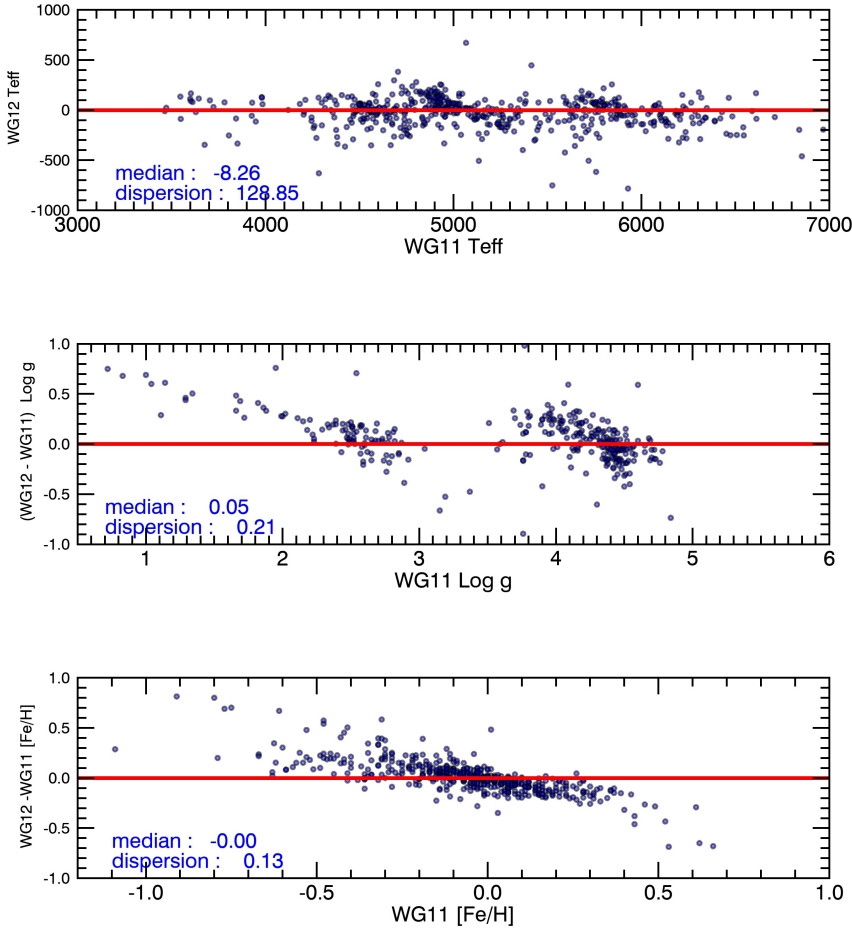 1000
500
0
-500
-1000
WG12 Teff
median : -8.26
dispersion : 128.85
3000 4000 5000 6000 7000
WG11 Teff
1.0
0.5
0.0
-0.5
-1.0
(WG12 - WG11) Log g
median : 0.05
dispersion : 0.21
1 2 3 4 5 6
WG11 Log g
1.0
0.5
0.0
-0.5
-1.0
WG12 -WG11 [Fe/H]
median : -0.00
dispersion : 0.13
-1.0 -0.5 0.0 0.5 1.0
WG11 [Fe/H]